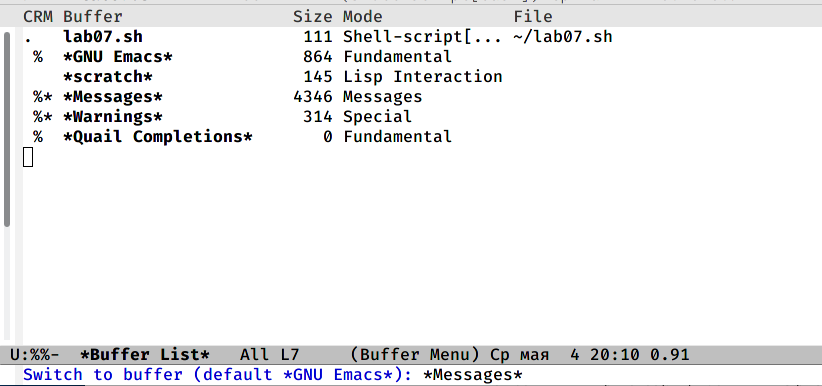 CRM Buffer Size Mode File
. lab07.sh 111 Shell-script[... ~/lab07.sh
% *GNU Emacs* 864 Fundamental
*scratch* 145 Lisp Interaction
%* *Messages* 4346 Messages
%* *Warnings* 314 Special
% *Quail Completions* 0 Fundamental
U:%%- *Buffer List* All L7 (Buffer Menu) Ср мая 4 20:10 0.91
Switch to buffer (default *GNU Emacs*): *Messages*